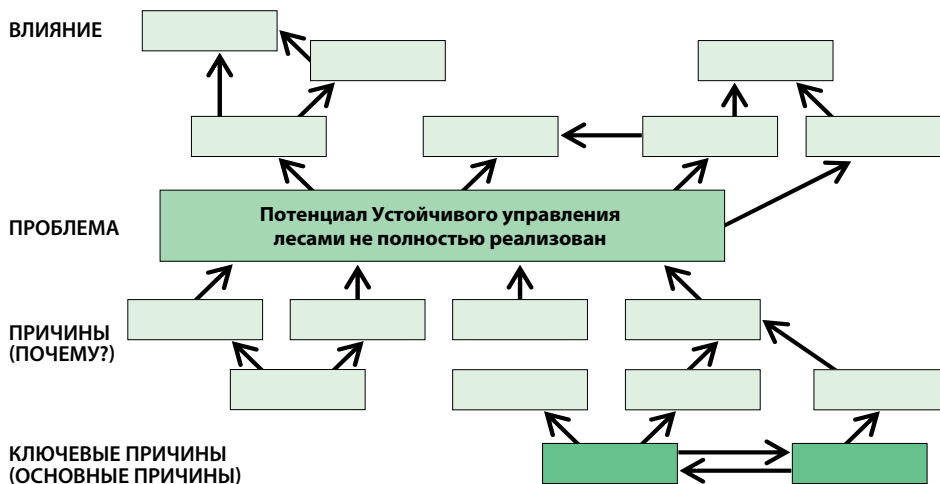 ВЛИЯНИЕ
ПРОБЛЕМА
Потенциал Устойчивого управления
лесами не полностью реализован
ПРИЧИНЫ
(ПОЧЕМУ?)
КЛЮЧЕВЫЕ ПРИЧИНЫ
(ОСНОВНЫЕ ПРИЧИНЫ)